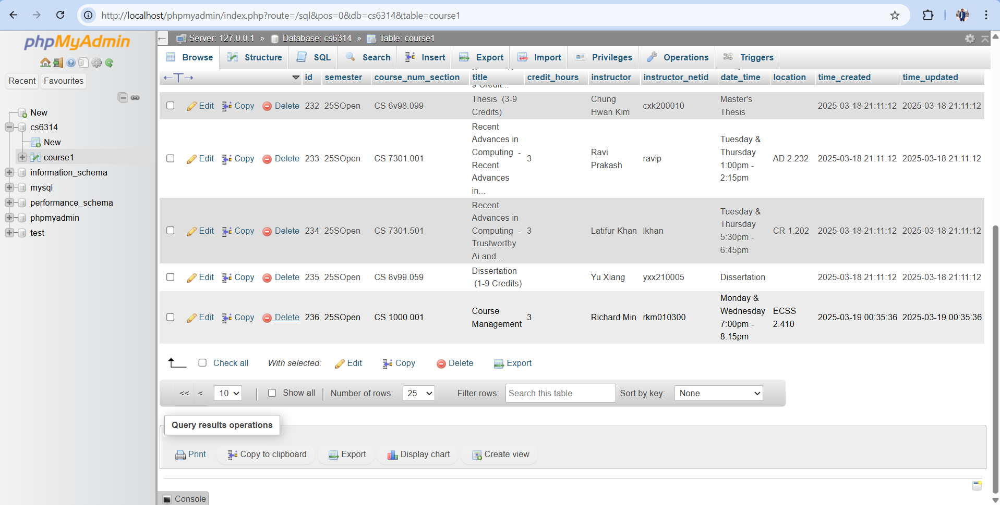 http://localhost/phpmyadmin/index.php?route=/sql&pos=0&db=cs6314&table=course1
phpMyAdmin
Recent Favourites
New
cs6314
New
course1
information_schema
mysql
performance_schema
phpmyadmin
test
Server: 127.0.0.1 » Database: cs6314 » Table: course1
Browse Structure SQL Search Insert Export Import Privileges Operations Triggers
id semester course_num_section title credit_hours instructor instructor_netid date_time location time_created time_updated
9 Credit...
Edit Copy Delete 232 25SOpen CS 6v98.099 Thesis (3-9 Credits) Chung Hwan Kim cxk200010 Master's Thesis 2025-03-18 21:11:12 2025-03-18 21:11:12
Edit Copy Delete 233 25SOpen CS 7301.001 Recent Advances in Computing - Recent Advances in... 3 Ravi Prakash ravip Tuesday & Thursday 1:00pm - 2:15pm AD 2.232 2025-03-18 21:11:12 2025-03-18 21:11:12
Edit Copy Delete 234 25SOpen CS 7301.501 Recent Advances in Computing - Trustworthy Ai and... 3 Latifur Khan lkhan Tuesday & Thursday 5:30pm - 6:45pm CR 1.202 2025-03-18 21:11:12 2025-03-18 21:11:12
Edit Copy Delete 235 25SOpen CS 8v99.059 Dissertation (1-9 Credits) Yu Xiang yxx210005 Dissertation 2025-03-18 21:11:12 2025-03-18 21:11:12
Edit Copy Delete 236 25SOpen CS 1000.001 Course Management 3 Richard Min rkm010300 Monday & Wednesday 7:00pm - 8:15pm ECSS 2.410 2025-03-19 00:35:36 2025-03-19 00:35:36
Check all With selected: Edit Copy Delete Export
<< < 10 Show all Number of rows: 25 Filter rows: Search this table Sort by key: None
Query results operations
Print Copy to clipboard Export Display chart Create view
Console